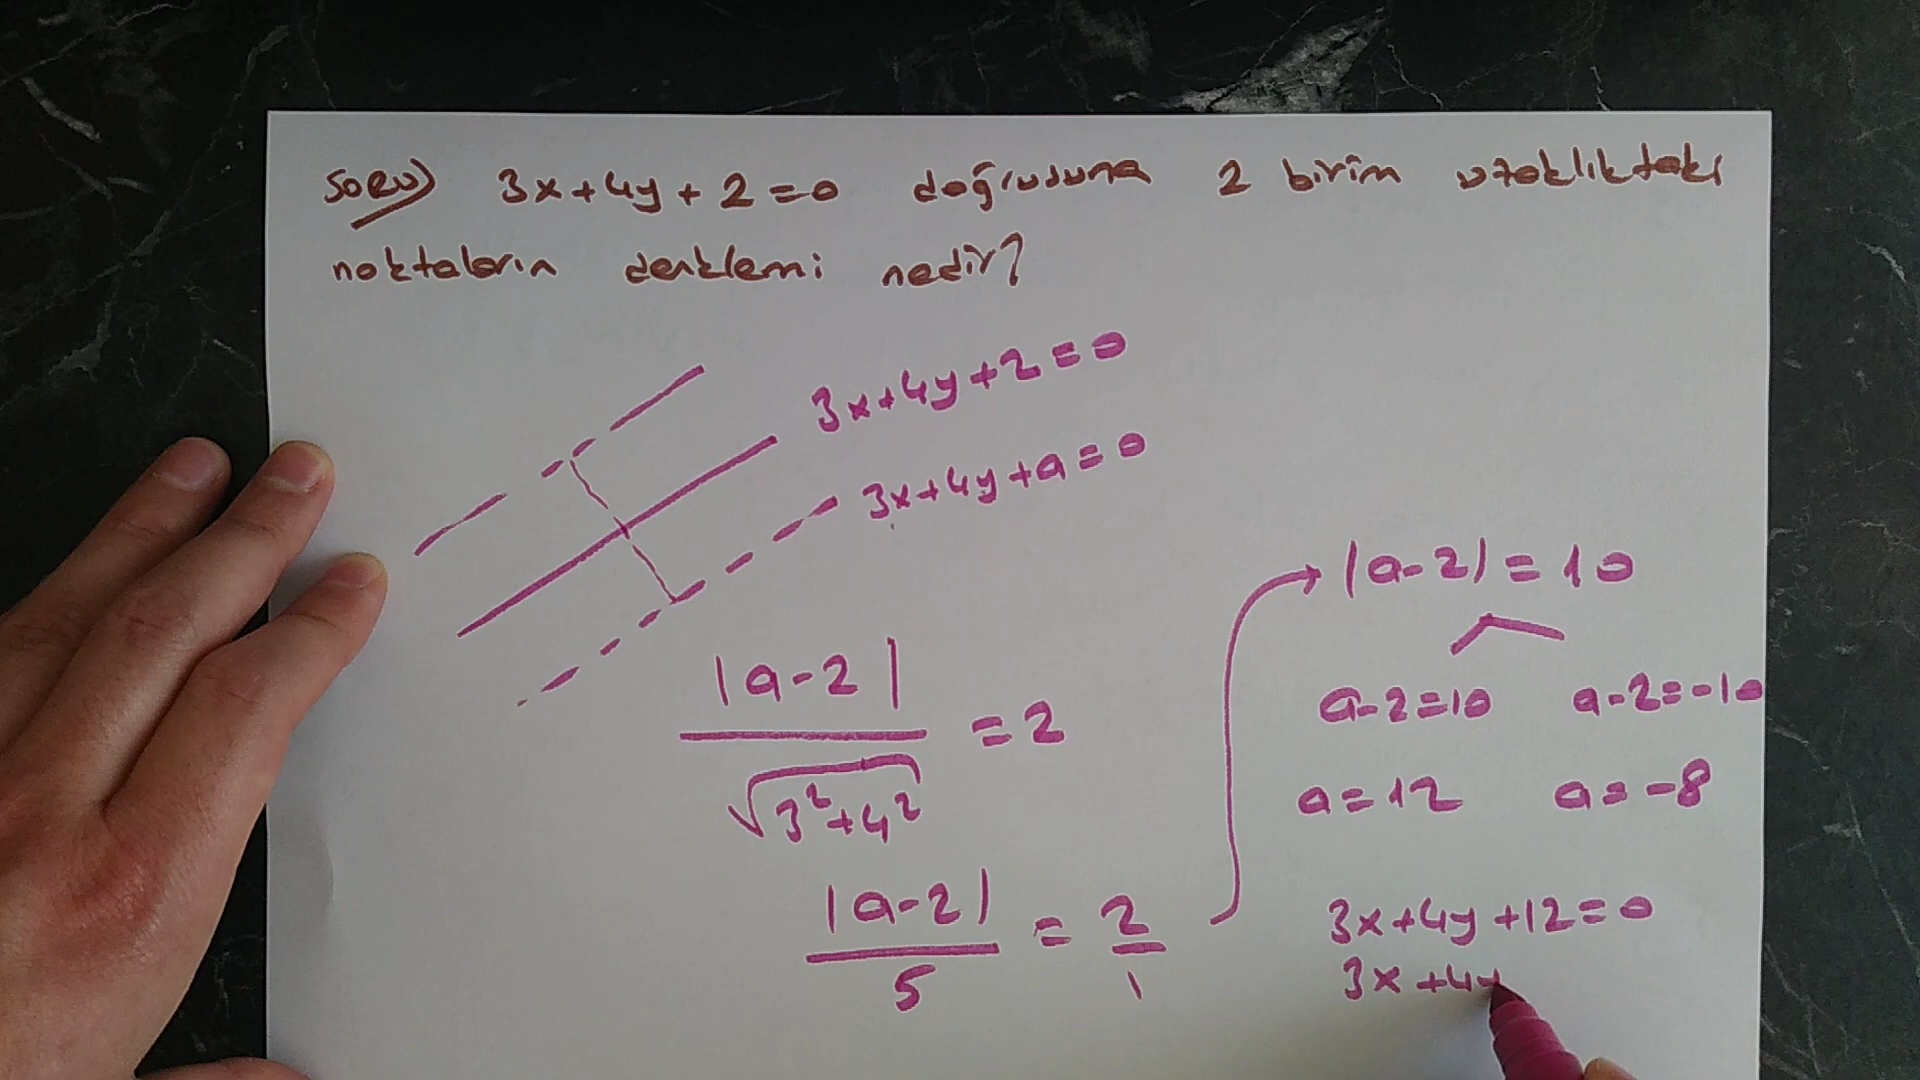 Soru) 3x+4y+2=0 doğrusuna 2 birim uzaklıktaki
noktaların denklemi nedir?
3x+4y+2=0
3x+4y+a=0
|a-2| / √(3²+4²) = 2
|a-2| / 5 = 2 / 1
|a-2| = 10
a-2=10 a-2=-10
a=12 a=-8
3x+4y+12=0
3x+4y